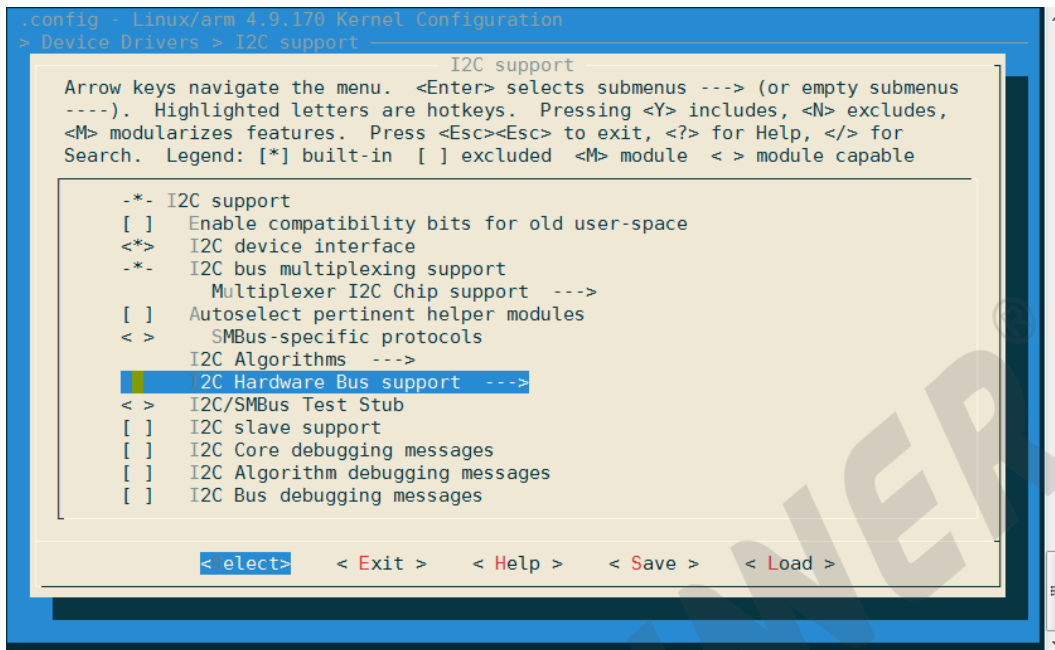 .config - Linux/arm 4.9.170 Kernel Configuration
> Device Drivers > I2C support
I2C support
Arrow keys navigate the menu. <Enter> selects submenus ---> (or empty submenus
----). Highlighted letters are hotkeys. Pressing <Y> includes, <N> excludes,
<M> modularizes features. Press <Esc><Esc> to exit, <?> for Help, </> for
Search. Legend: [*] built-in [ ] excluded <M> module < > module capable
-*- I2C support
[ ] Enable compatibility bits for old user-space
<*> I2C device interface
-*- I2C bus multiplexing support
Multiplexer I2C Chip support --->
[ ] Autoselect pertinent helper modules
< > SMBus-specific protocols
I2C Algorithms --->
I2C Hardware Bus support --->
< > I2C/SMBus Test Stub
[ ] I2C slave support
[ ] I2C Core debugging messages
[ ] I2C Algorithm debugging messages
[ ] I2C Bus debugging messages
<Select> < Exit > < Help > < Save > < Load >